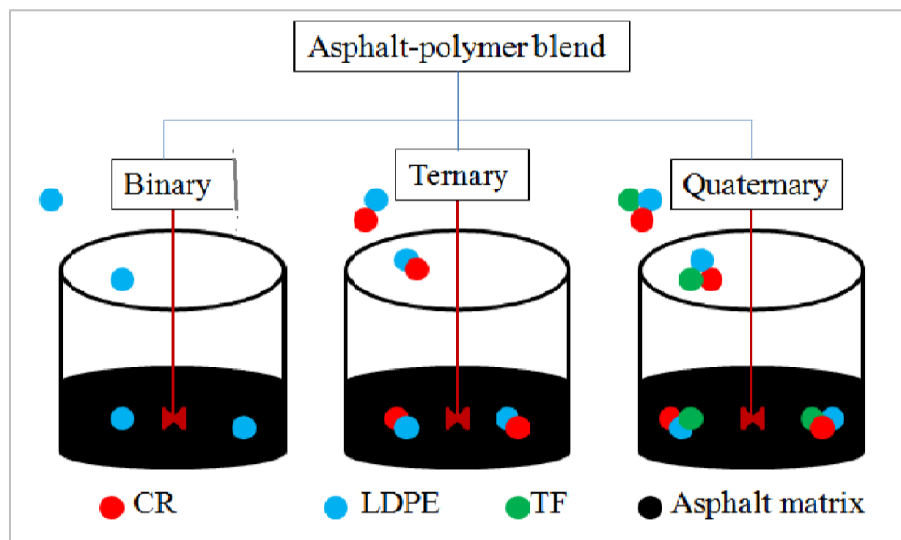 Asphalt-polymer blend
Binary
Ternary
Quaternary
CR
LDPE
TF
Asphalt matrix